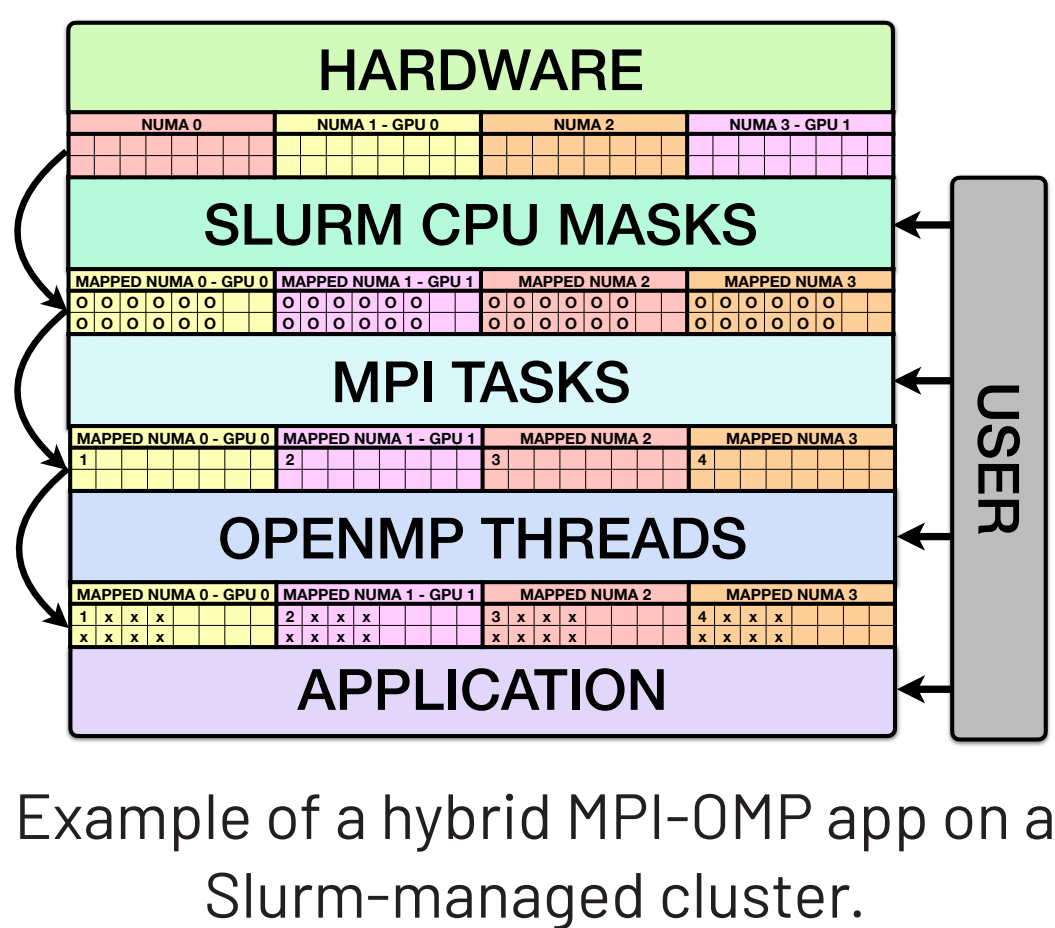 HARDWARE
NUMA 0 NUMA 1 - GPU 0 NUMA 2 NUMA 3 - GPU 1
SLURM CPU MASKS
MAPPED NUMA 0 - GPU 0 MAPPED NUMA 1 - GPU 1 MAPPED NUMA 2 MAPPED NUMA 3
O O O O O O O O O O O O O O O O O O O O O O O O
O O O O O O O O O O O O O O O O O O O O O O O O
MPI TASKS
MAPPED NUMA 0 - GPU 0 MAPPED NUMA 1 - GPU 1 MAPPED NUMA 2 MAPPED NUMA 3
1 2 3 4
OPENMP THREADS
MAPPED NUMA 0 - GPU 0 MAPPED NUMA 1 - GPU 1 MAPPED NUMA 2 MAPPED NUMA 3
1 x x x 2 x x x 3 x x x 4 x x x
x x x x x x x x x x x x x x x x
APPLICATION
USER
Example of a hybrid MPI-OMP app on a
Slurm-managed cluster.